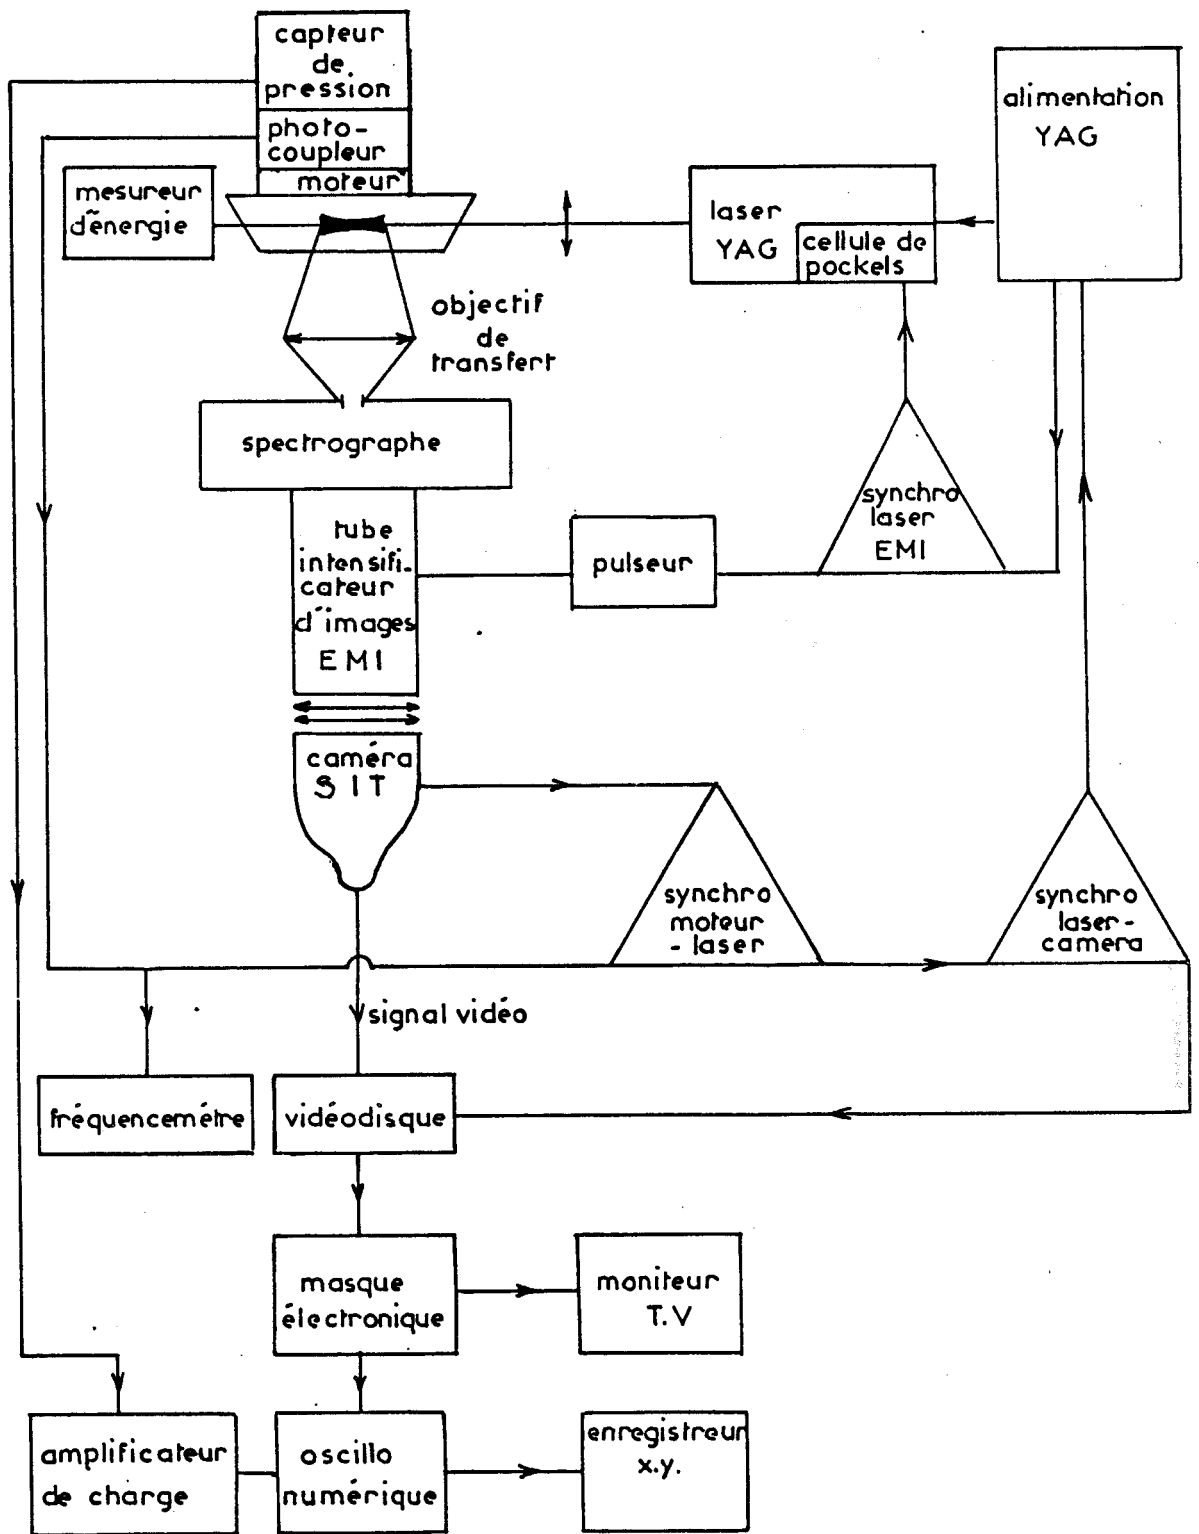 capteur
de.
pression
photo-
coupleur
moteur
mesureur
d'énergie
laser
YAG
cellule de
pockels
alimentation
YAG
objectif
de
transfert
spectrographe
tube
intensifi-
cateur
d'images
EMI
pulseur
synchro
laser
EMI
caméra
SIT
synchro
moteur
-laser
synchro
laser-
camera
signal vidéo
fréquencemétre
vidéodisque
masque
électronique
moniteur
T.V
amplificateur
de charge
oscillo
numérique
enregistreur
x.y.